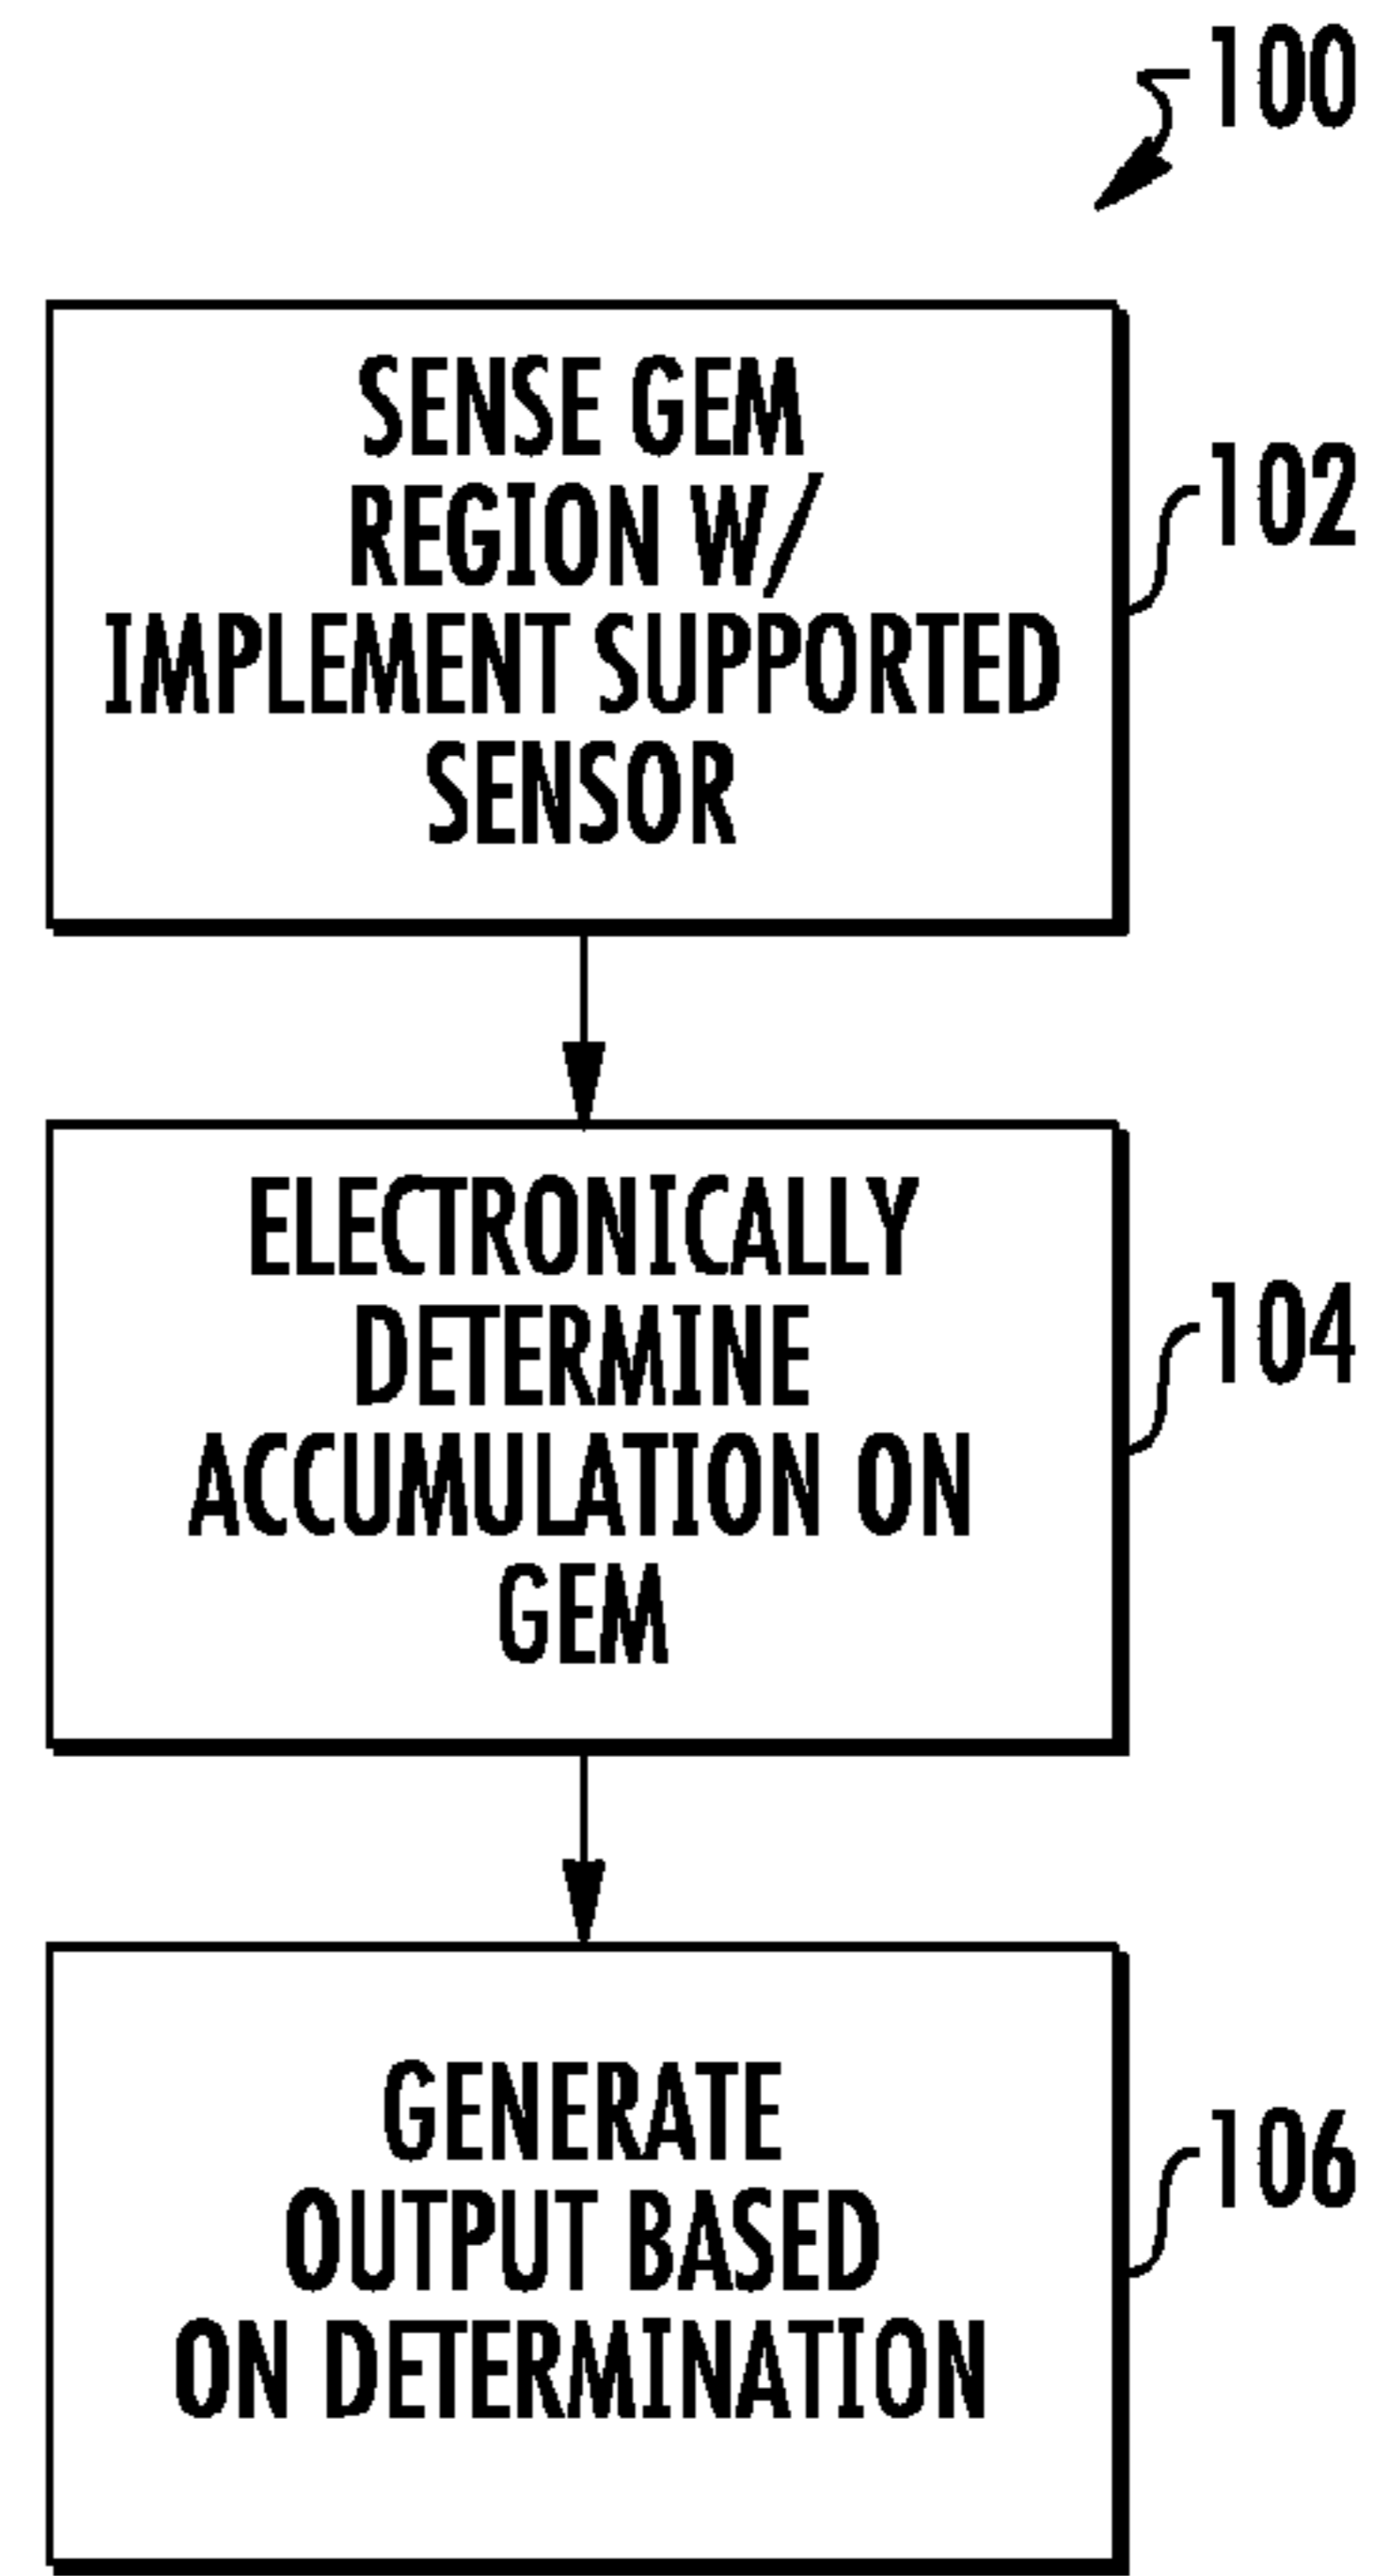 100
SENSE GEM
REGION W/
IMPLEMENT SUPPORTED
SENSOR
102
ELECTRONICALLY
DETERMINE
ACCUMULATION ON
GEM
104
GENERATE
OUTPUT BASED
ON DETERMINATION
106